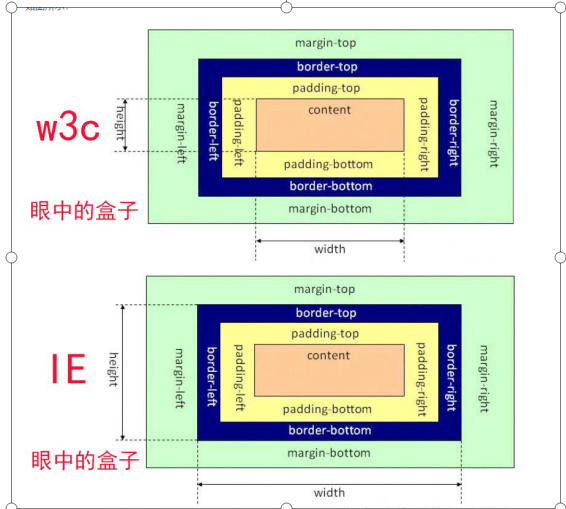 margin-top
border-top
padding-top
content
w3c
height
margin-left
border-left
padding-left
padding-right
border-right
margin-right
padding-bottom
border-bottom
眼中的盒子
margin-bottom
width
margin-top
border-top
padding-top
content
IE
height
margin-left
border-left
padding-left
padding-right
border-right
margin-right
padding-bottom
border-bottom
眼中的盒子
margin-bottom
width